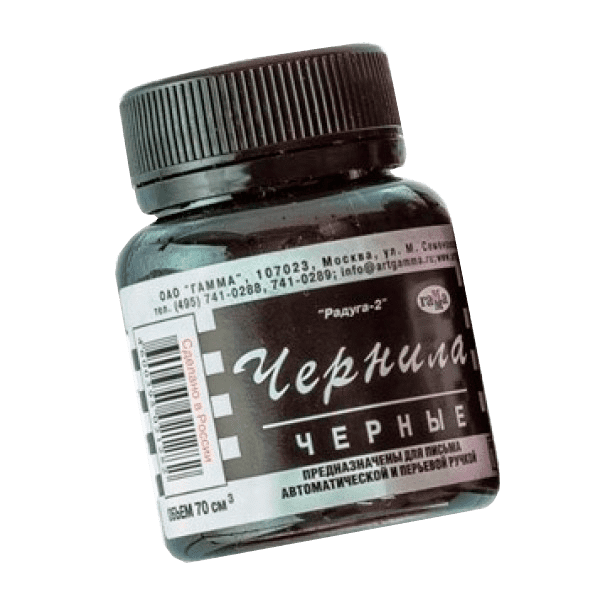 ОАО "ГАММА", 107023, Москва, ул. М.
тел. (495) 741-0288, 741-0289; info@artgamma.ru;
"Радуга-2"
гамма
Чернила
ЧЕРНЫЕ
ПРЕДНАЗНАЧЕНЫ ДЛЯ ПИСЬМА
АВТОМАТИЧЕСКОЙ И ПЕРЬЕВОЙ РУЧКОЙ
Сделано в России
ОБЪЕМ 70 см³